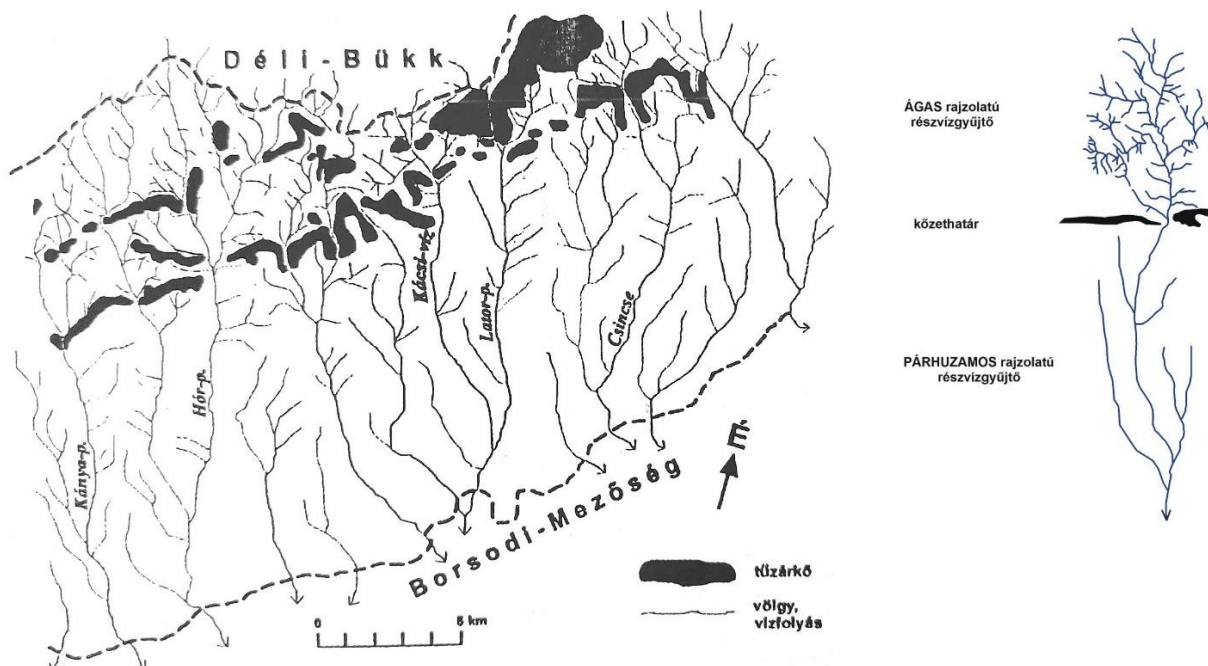 Déli-Bükk
Kánya-p.
Hór-p.
Kácsi-víz
Lator-p.
Csincse
É
Borsodi-Mezőség
0
5 km
tűzárkő
völgy,
vízfolyás
ÁGAS rajzolatú
részvízgyűjtő
kőzethatár
PÁRHUZAMOS rajzolatú
részvízgyűjtő